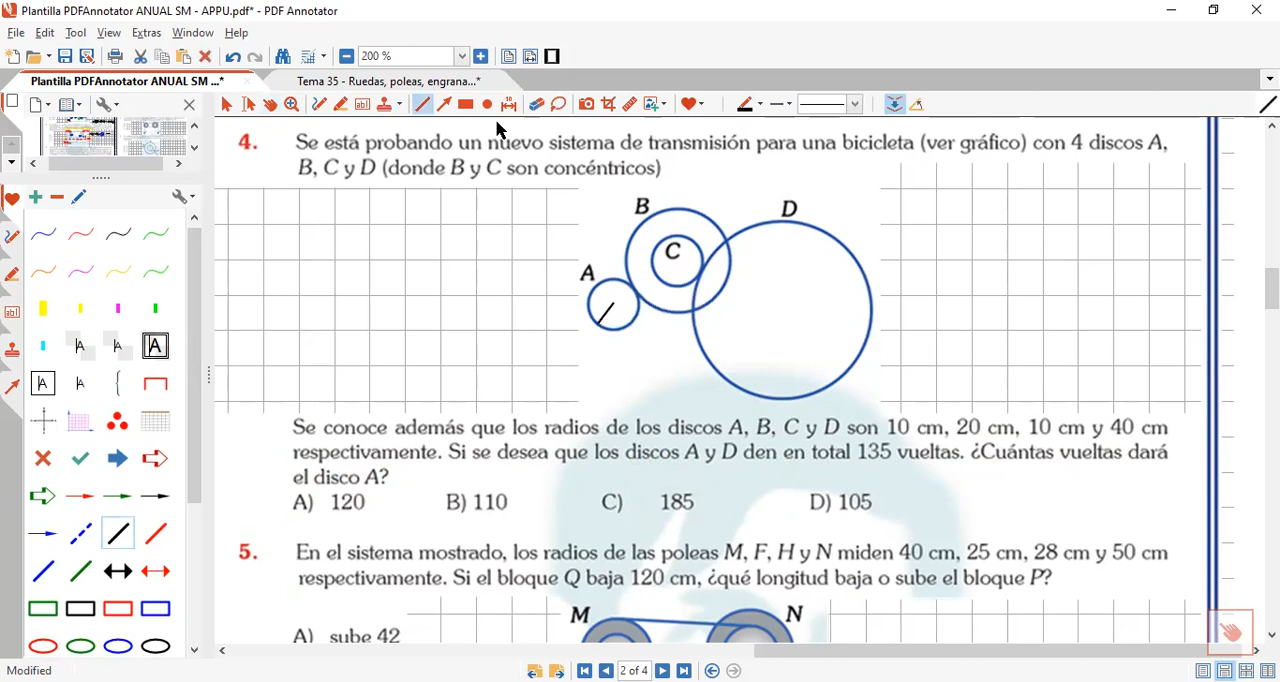 Plantilla PDFAnnotator ANUAL SM - APPU.pdf* - PDF Annotator
File Edit Tool View Extras Window Help
200 %
Plantilla PDFAnnotator ANUAL SM ...* Tema 35 - Ruedas, poleas, engrana...*
4. Se está probando un nuevo sistema de transmisión para una bicicleta (ver gráfico) con 4 discos A,
B, C y D (donde B y C son concéntricos)
B
D
C
A
Se conoce además que los radios de los discos A, B, C y D son 10 cm, 20 cm, 10 cm y 40 cm
respectivamente. Si se desea que los discos A y D den en total 135 vueltas. ¿Cuántas vueltas dará
el disco A?
A) 120 B) 110 C) 185 D) 105
5. En el sistema mostrado, los radios de las poleas M, F, H y N miden 40 cm, 25 cm, 28 cm y 50 cm
respectivamente. Si el bloque Q baja 120 cm, ¿qué longitud baja o sube el bloque P?
M N
A) sube 42
Modified 2 of 4